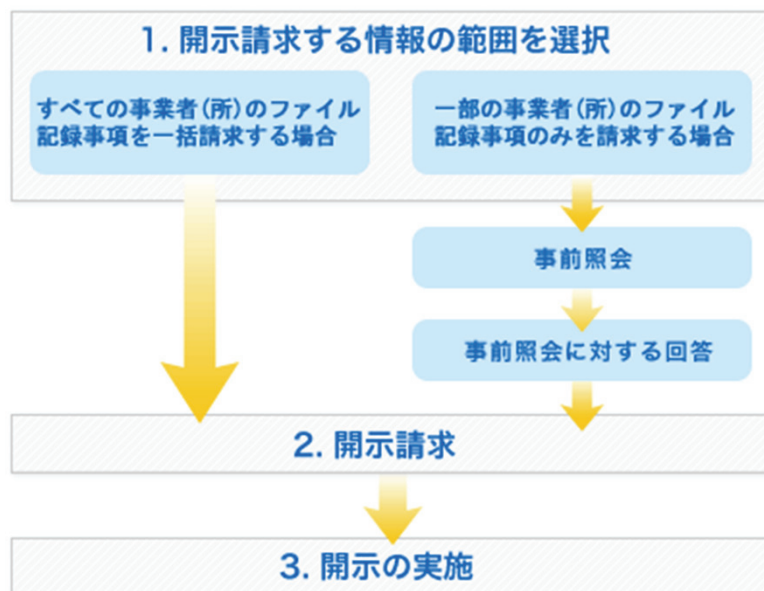 1. 開示請求する情報の範囲を選択
すべての事業者(所)のファイル
記録事項を一括請求する場合
一部の事業者(所)のファイル
記録事項のみを請求する場合
事前照会
事前照会に対する回答
2. 開示請求
3. 開示の実施